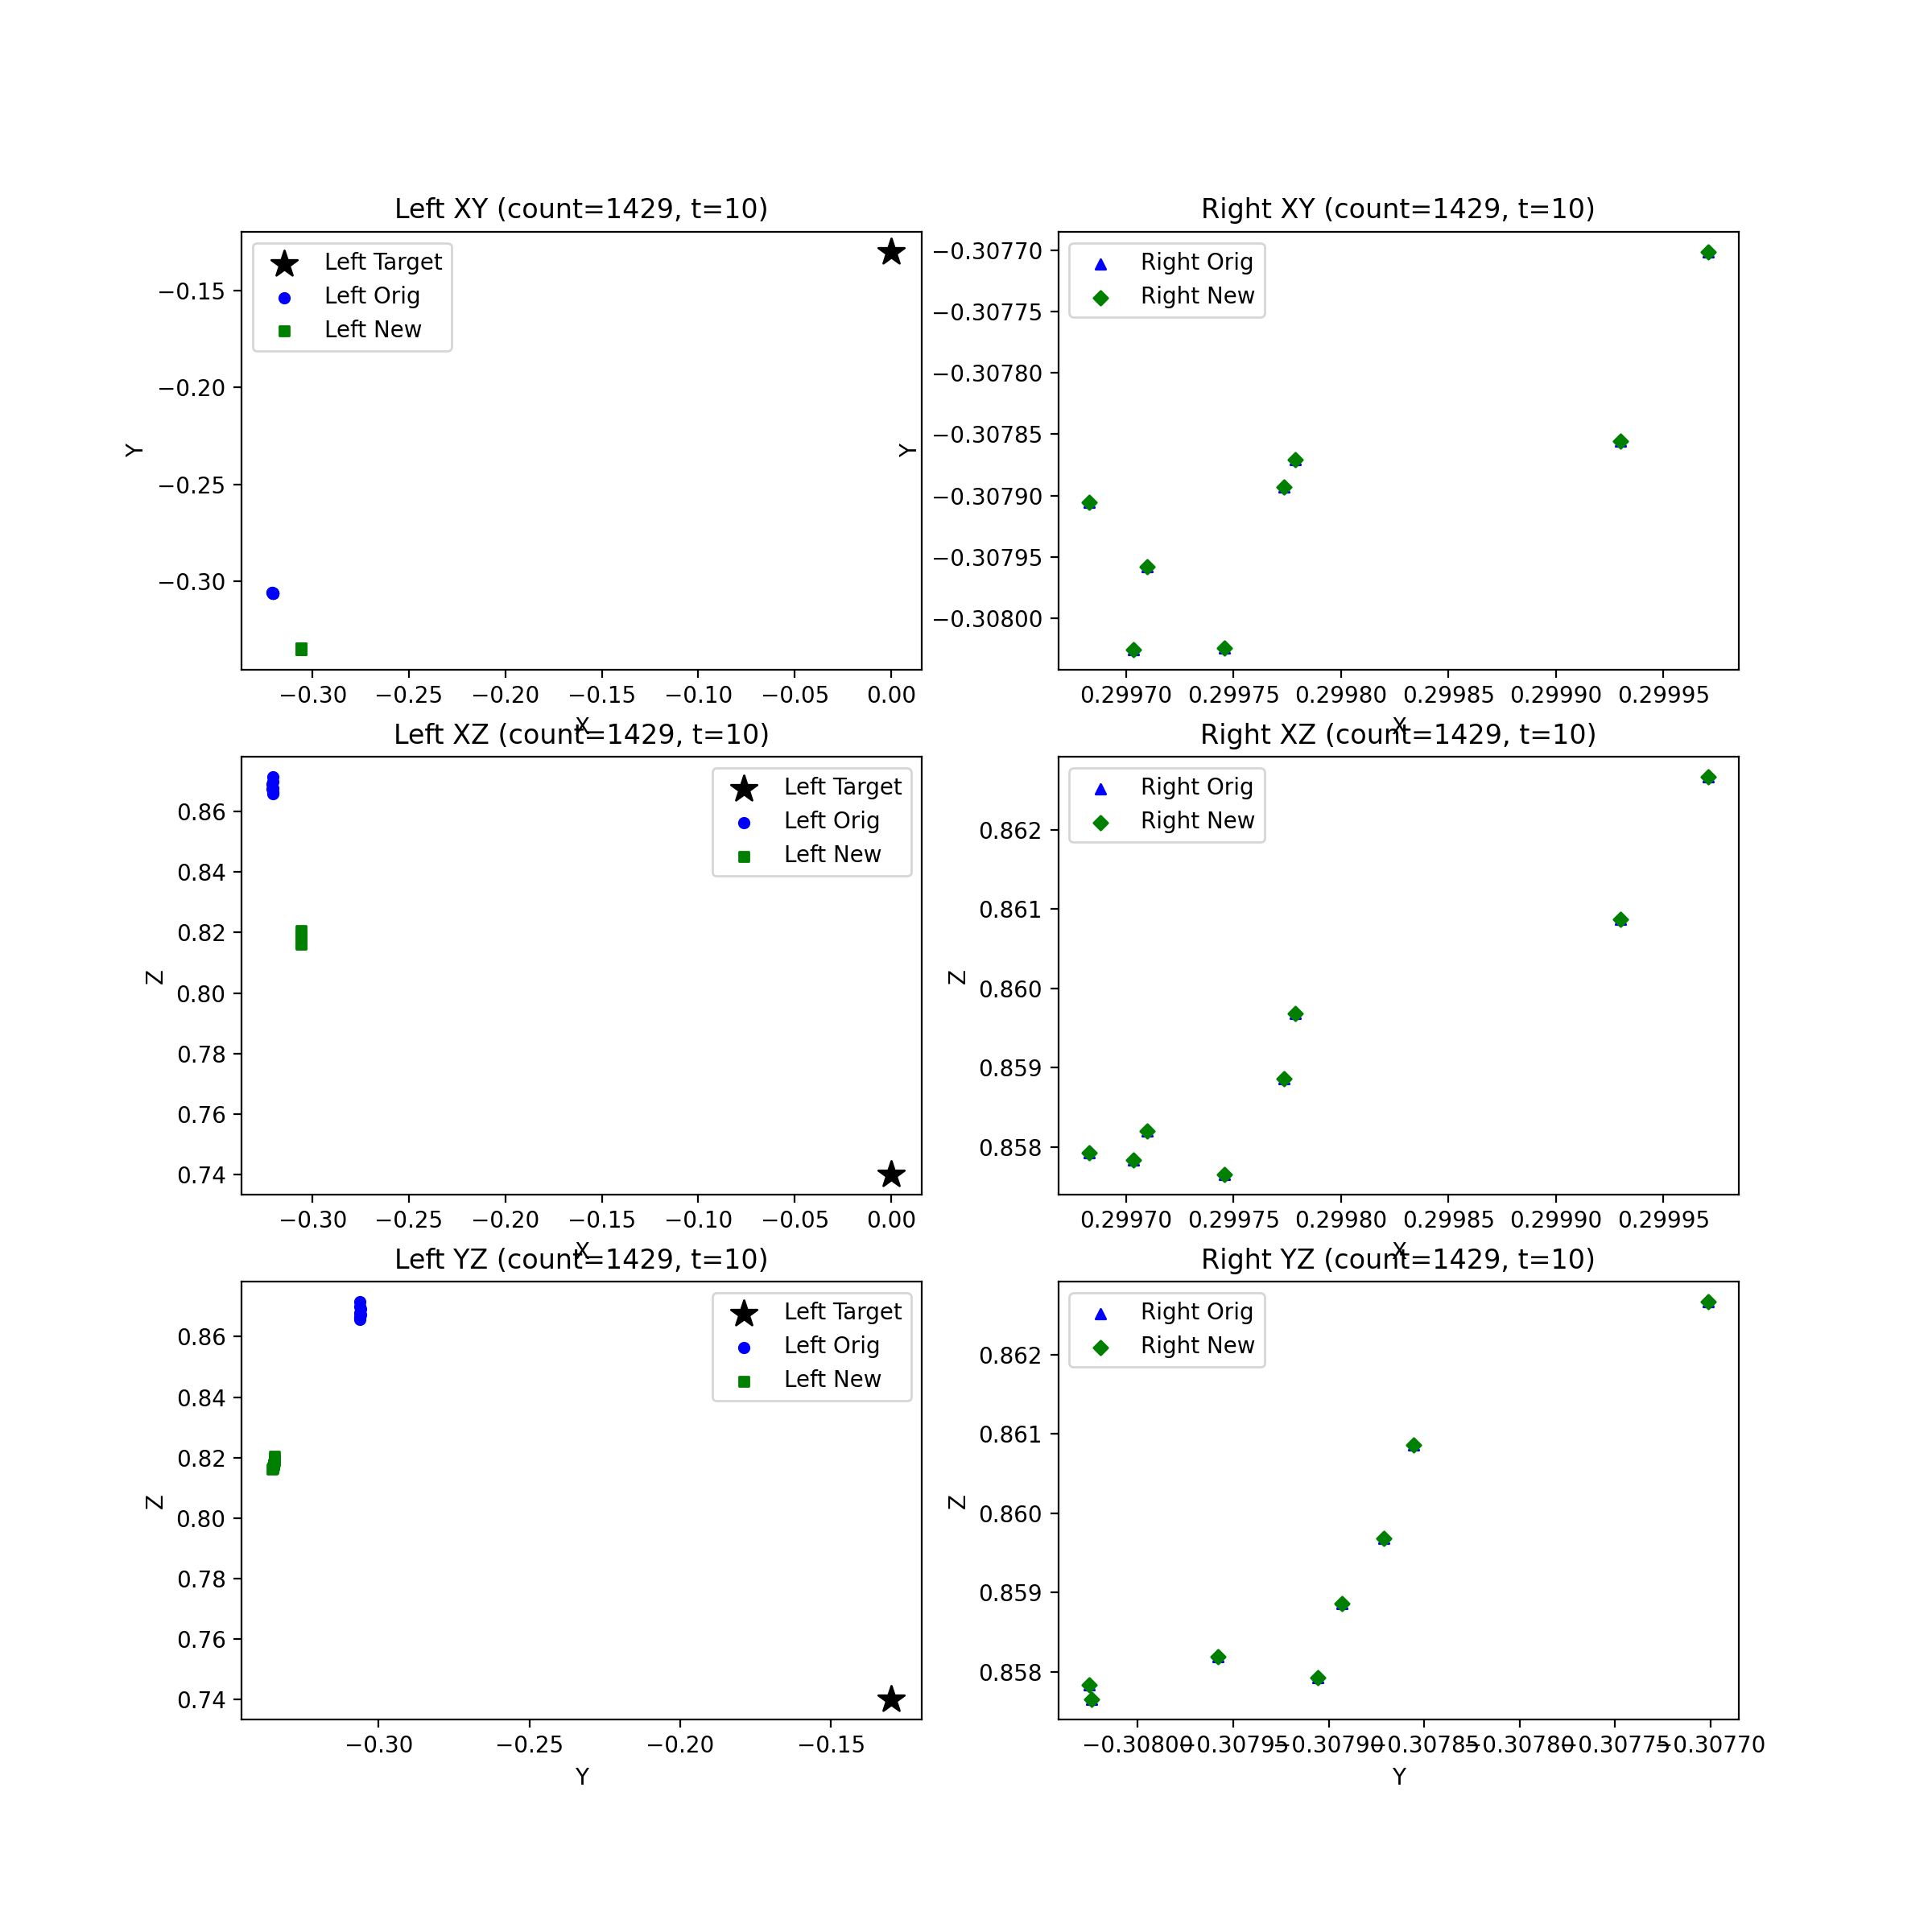 Left XY (count=1429, t=10)
Left Target
Left Orig
Left New
−0.15
−0.20
−0.25
−0.30
Y
−0.30
−0.25
−0.20
−0.15
−0.10
−0.05
0.00
X
Right XY (count=1429, t=10)
Right Orig
Right New
−0.30770
−0.30775
−0.30780
−0.30785
−0.30790
−0.30795
−0.30800
Y
0.29970
0.29975
0.29980
0.29985
0.29990
0.29995
X
Left XZ (count=1429, t=10)
Left Target
Left Orig
Left New
0.86
0.84
0.82
0.80
0.78
0.76
0.74
Z
−0.30
−0.25
−0.20
−0.15
−0.10
−0.05
0.00
X
Right XZ (count=1429, t=10)
Right Orig
Right New
0.862
0.861
0.860
0.859
0.858
Z
0.29970
0.29975
0.29980
0.29985
0.29990
0.29995
X
Left YZ (count=1429, t=10)
Left Target
Left Orig
Left New
0.86
0.84
0.82
0.80
0.78
0.76
0.74
Z
−0.30
−0.25
−0.20
−0.15
Y
Right YZ (count=1429, t=10)
Right Orig
Right New
0.862
0.861
0.860
0.859
0.858
Z
−0.30800
−0.30795
−0.30790
−0.30785
−0.30780
−0.30775
−0.30770
Y